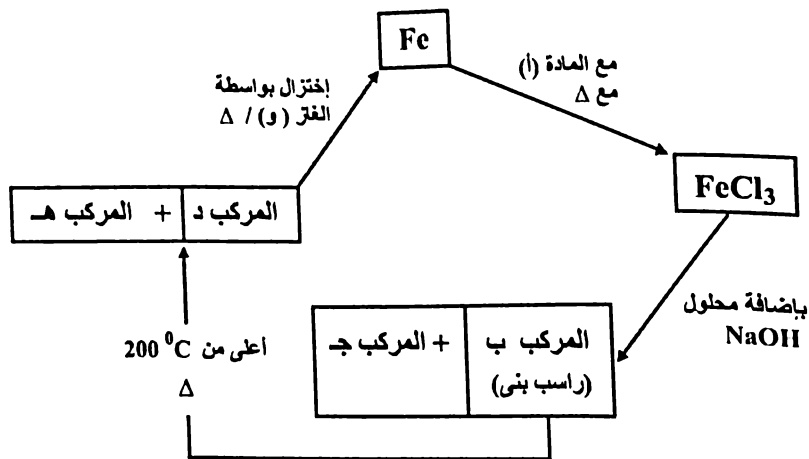 Fe
مع المادة (أ)
مع Δ
إختزال بواسطة
الغاز (و) / Δ
FeCl3
المركب د + المركب هـ
بإضافة محلول
NaOH
المركب ب + المركب جـ
(راسب بنى)
أعلى من 200 ⁰C
Δ